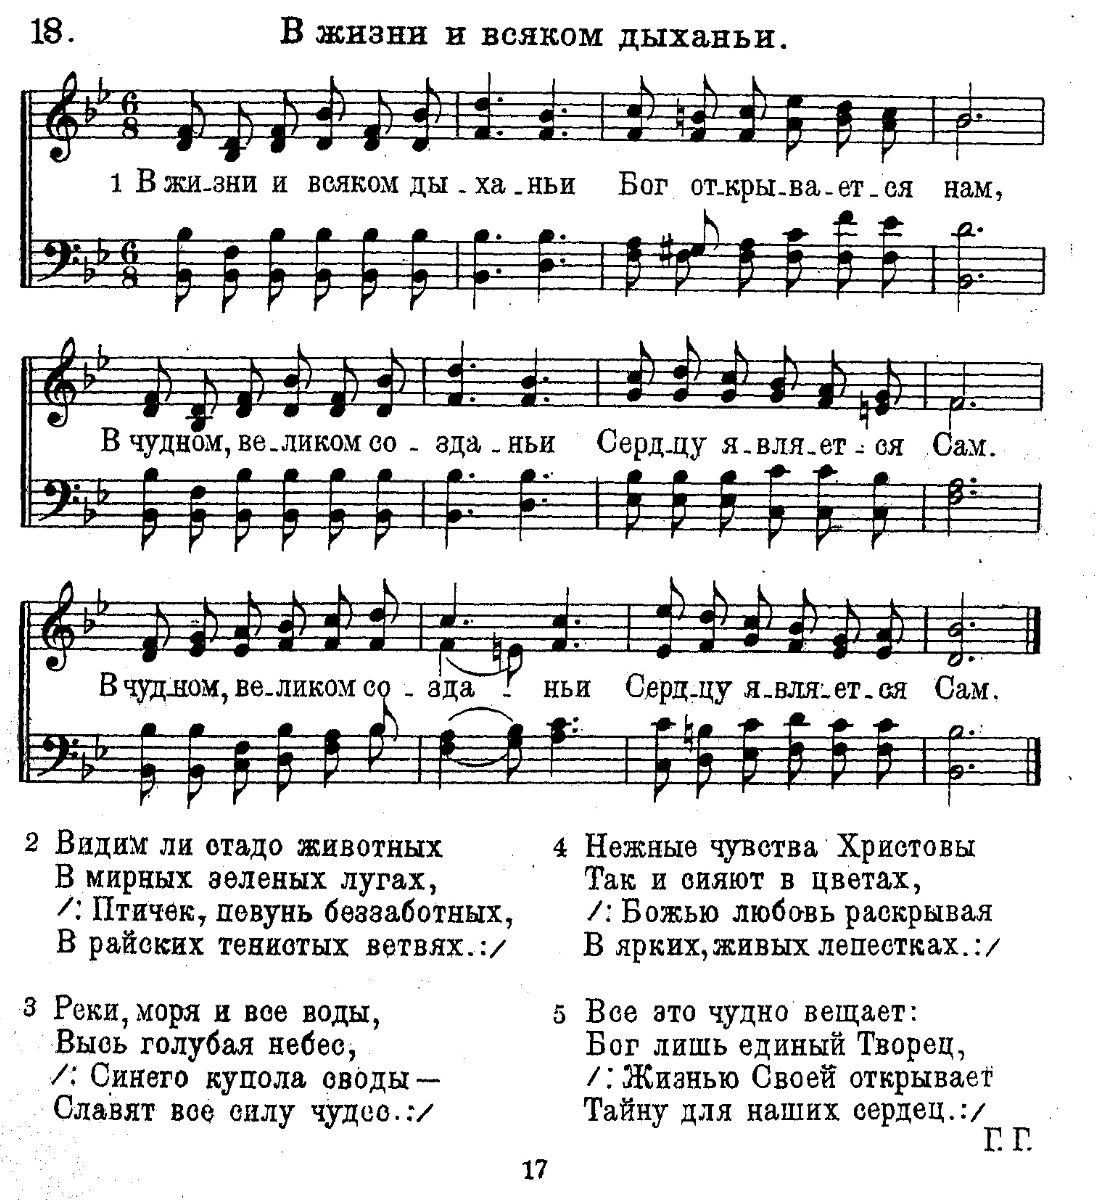 18. В жизни и всяком дыханьи.
1 В жи-зни и всяком ды-ха-ньи Бог от-кры-ва-ет-ся нам,
В чудном, ве-ликом со-зда-ньи Серд-цу я-вля-ет-ся Сам.
В чуд-ном, ве-ликом со-зда-ньи Серд-цу я-вля-ет-ся Сам.
2 Видим ли стадо животных
В мирных зеленых лугах,
/: Птичек, певунь беззаботных,
В райских тенистых ветвях.:/
3 Реки, моря и все воды,
Высь голубая небес,
/: Синего купола своды —
Славят все силу чудес.:/
4 Нежные чувства Христовы
Так и сияют в цветах,
/: Божью любовь раскрывая
В ярких, живых лепестках.:/
5 Все это чудно вещает:
Бог лишь единый Творец,
/: Жизнью Своей открывает
Тайну для наших сердец.:/
Г. Г.
17